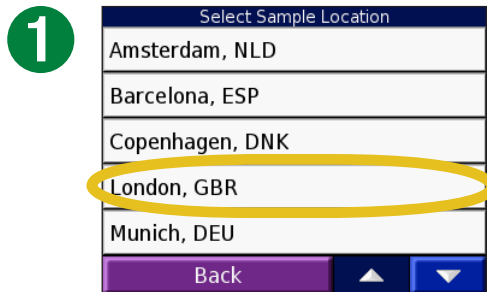 1
Select Sample Location
Amsterdam, NLD
Barcelona, ESP
Copenhagen, DNK
London, GBR
Munich, DEU
Back